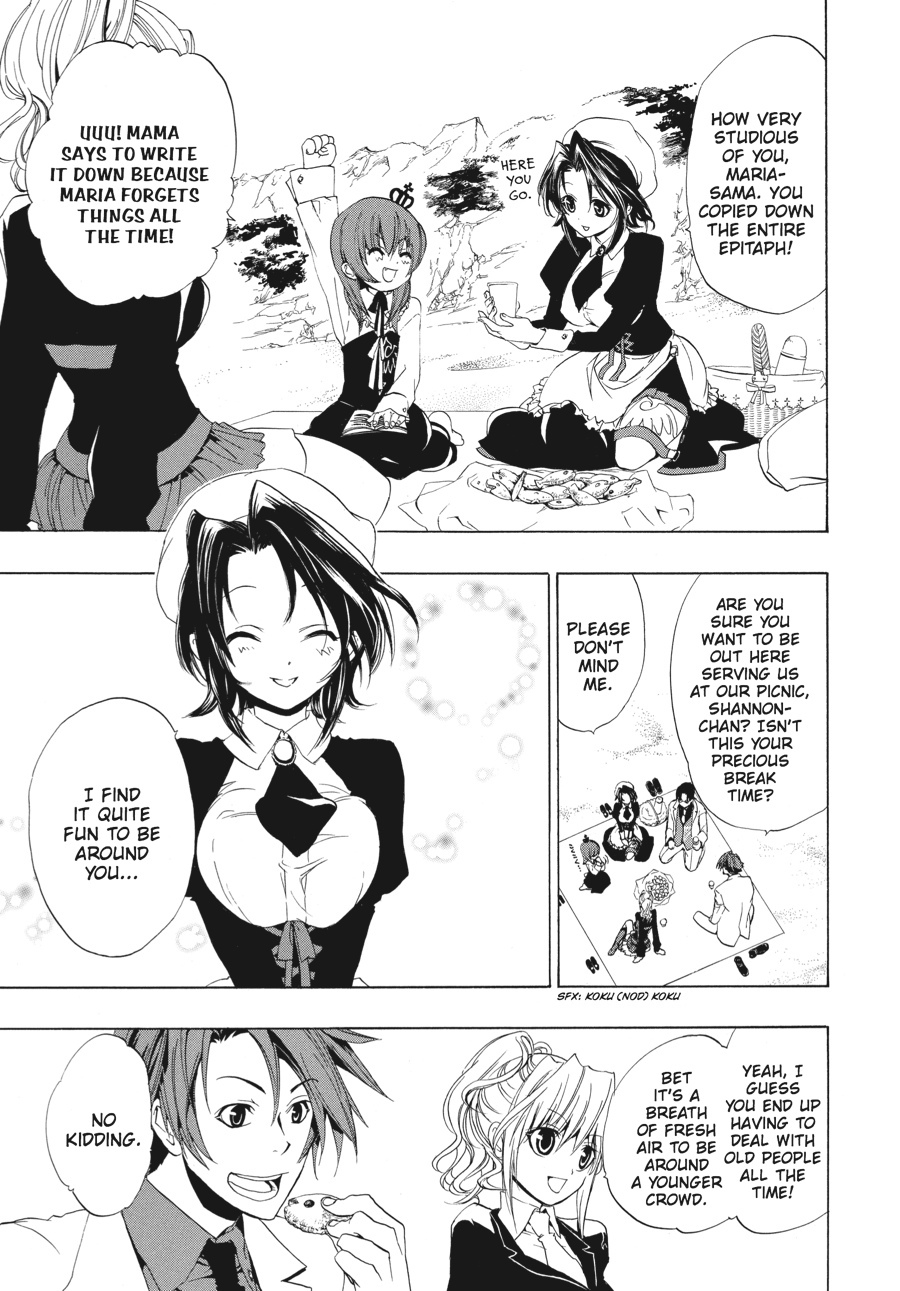 HOW VERY
STUDIOUS
OF YOU,
MARIA-
SAMA. YOU
COPIED DOWN
THE ENTIRE
EPITAPH!
HERE
YOU
GO.
UUU! MAMA
SAYS TO WRITE
IT DOWN BECAUSE
MARIA FORGETS
THINGS ALL
THE TIME!
ARE YOU
SURE YOU
WANT TO BE
OUT HERE
SERVING US
AT OUR PICNIC,
SHANNON-
CHAN? ISN'T
THIS YOUR
PRECIOUS
BREAK
TIME?
PLEASE
DON'T
MIND
ME.
SFX: KOKU (NOD) KOKU
I FIND
IT QUITE
FUN TO BE
AROUND
YOU...
YEAH, I
GUESS
YOU END UP
HAVING TO
DEAL WITH
OLD PEOPLE
ALL THE
TIME!
BET
IT'S A
BREATH
OF FRESH
AIR TO BE
AROUND
A YOUNGER
CROWD.
NO
KIDDING.